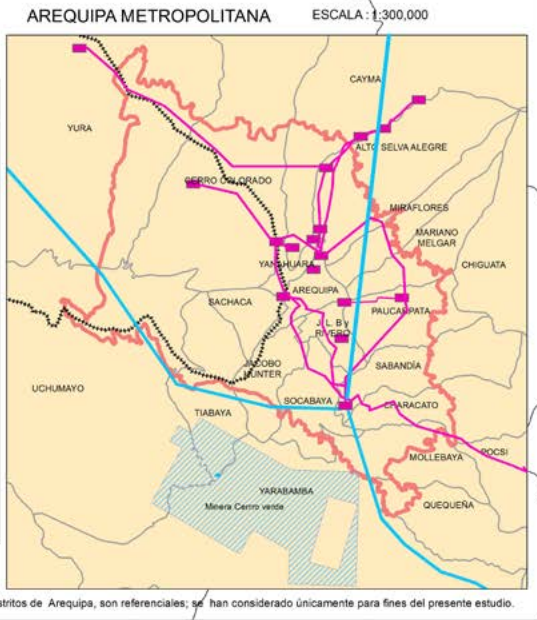 AREQUIPA METROPOLITANA
ESCALA : 1:300,000
CAYMA
YURA
ALTO SELVA ALEGRE
CERRO COLORADO
MIRAFLORES
MARIANO
MELGAR
YANAHUARA
CHIGUATA
AREQUIPA
SACHACA
PAUCARPATA
J.L. B y
RIVERO
JACOBO
HUNTER
SABANDÍA
UCHUMAYO
SOCABAYA
CHARACATO
TIABAYA
POCSI
MOLLEBAYA
YARABAMBA
Minera Cerrro verde
QUEQUEÑA
stritos de Arequipa, son referenciales; se han considerado únicamente para fines del presente estudio.